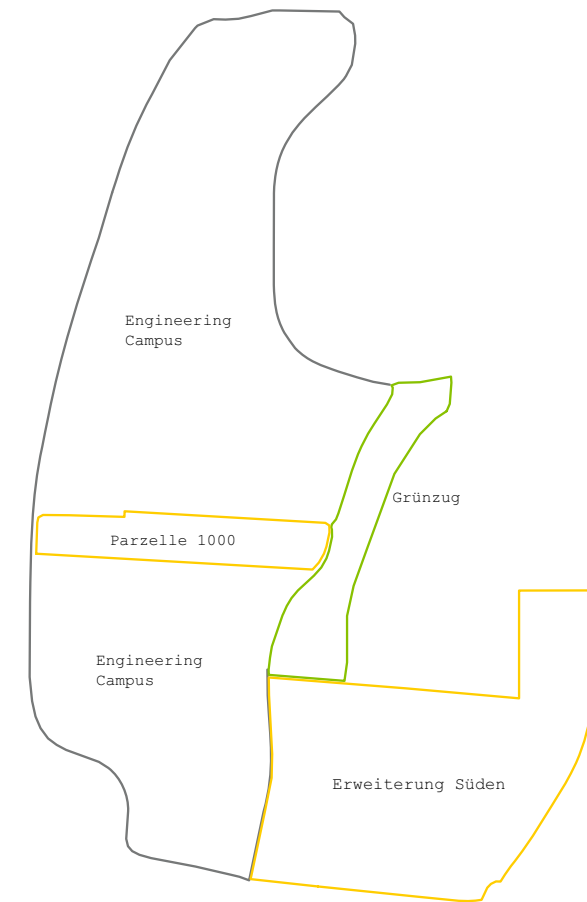 Engineering
Campus
Grünzug
Parzelle 1000
Engineering
Campus
Erweiterung Süden